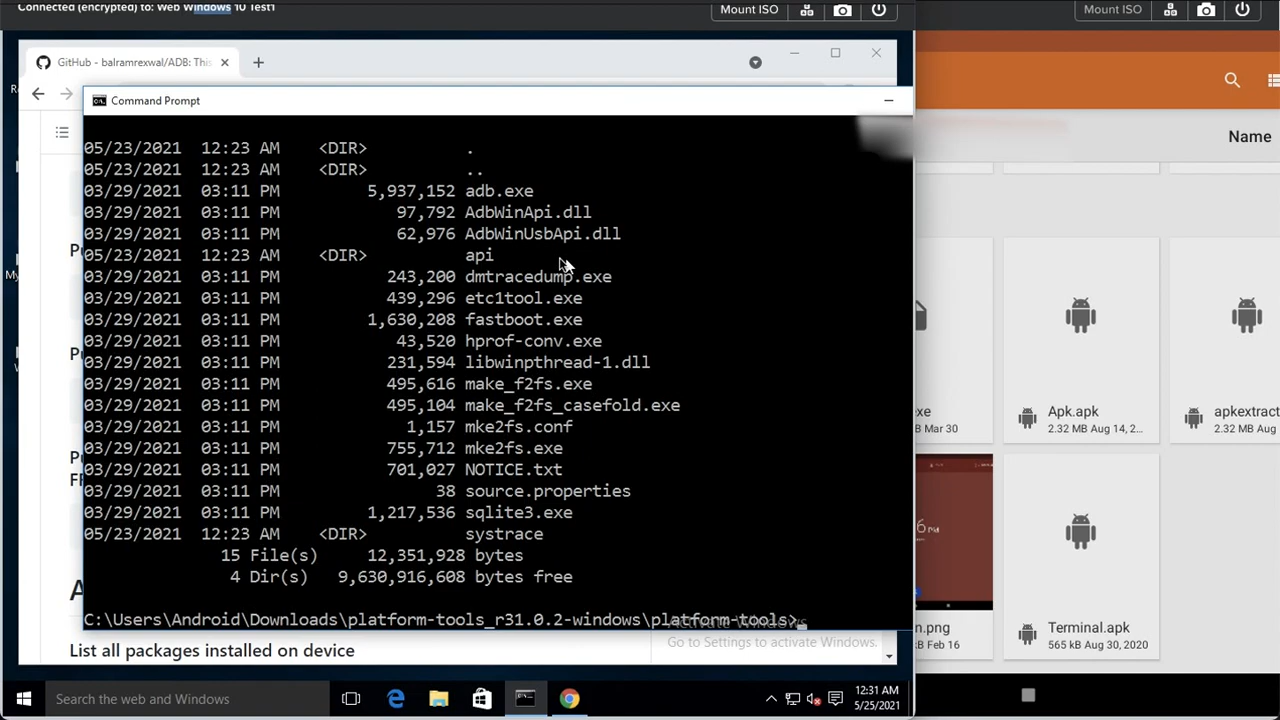 Connected (encrypted) to: Web Windows 10 Test1
Mount ISO
Mount ISO
GitHub - balramrexwal/ADB: This
Command Prompt
Name
05/23/2021 12:23 AM <DIR> .
05/23/2021 12:23 AM <DIR> ..
03/29/2021 03:11 PM 5,937,152 adb.exe
03/29/2021 03:11 PM 97,792 AdbWinApi.dll
03/29/2021 03:11 PM 62,976 AdbWinUsbApi.dll
05/23/2021 12:23 AM <DIR> api
03/29/2021 03:11 PM 243,200 dmtracedump.exe
03/29/2021 03:11 PM 439,296 etc1tool.exe
03/29/2021 03:11 PM 1,630,208 fastboot.exe
03/29/2021 03:11 PM 43,520 hprof-conv.exe
03/29/2021 03:11 PM 231,594 libwinpthread-1.dll
03/29/2021 03:11 PM 495,616 make_f2fs.exe
03/29/2021 03:11 PM 495,104 make_f2fs_casefold.exe
03/29/2021 03:11 PM 1,157 mke2fs.conf
03/29/2021 03:11 PM 755,712 mke2fs.exe
03/29/2021 03:11 PM 701,027 NOTICE.txt
03/29/2021 03:11 PM 38 source.properties
03/29/2021 03:11 PM 1,217,536 sqlite3.exe
05/23/2021 12:23 AM <DIR> systrace
15 File(s) 12,351,928 bytes
4 Dir(s) 9,630,916,608 bytes free
C:\Users\Android\Downloads\platform-tools_r31.0.2-windows\platform-tools>
Activate Windows
Go to Settings to activate Windows.
List all packages installed on device
Apk.apk
2.32 MB Aug 14, 2...
apkextract
2.32 MB Aug
Mar 30
Feb 16
Terminal.apk
565 kB Aug 30, 2020
Search the web and Windows
12:31 AM
5/25/2021